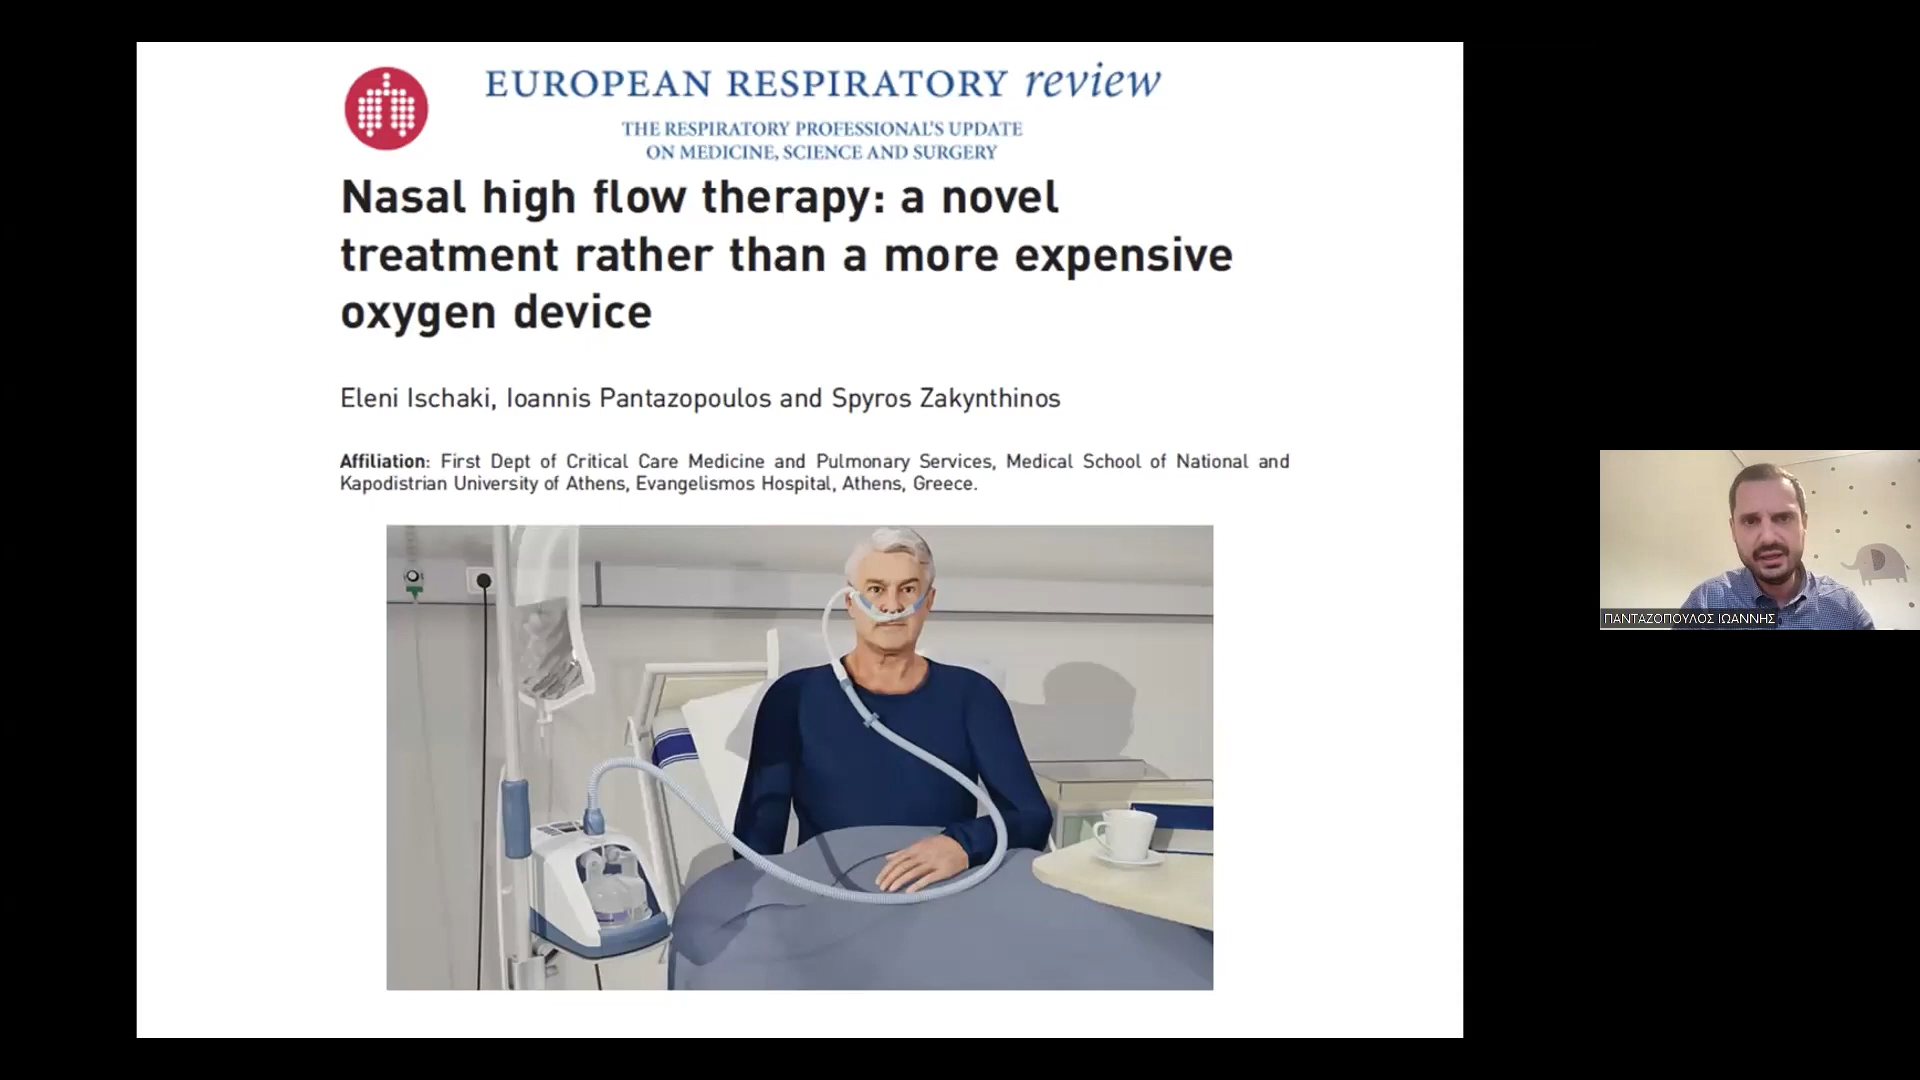 EUROPEAN RESPIRATORY review
THE RESPIRATORY PROFESSIONAL'S UPDATE
ON MEDICINE, SCIENCE AND SURGERY
Nasal high flow therapy: a novel
treatment rather than a more expensive
oxygen device
Eleni Ischaki, Ioannis Pantazopoulos and Spyros Zakynthinos
Affiliation: First Dept of Critical Care Medicine and Pulmonary Services, Medical School of National and
Kapodistrian University of Athens, Evangelismos Hospital, Athens, Greece.
ΠΑΝΤΑΖΟΠΟΥΛΟΣ ΙΩΑΝΝΗΣ